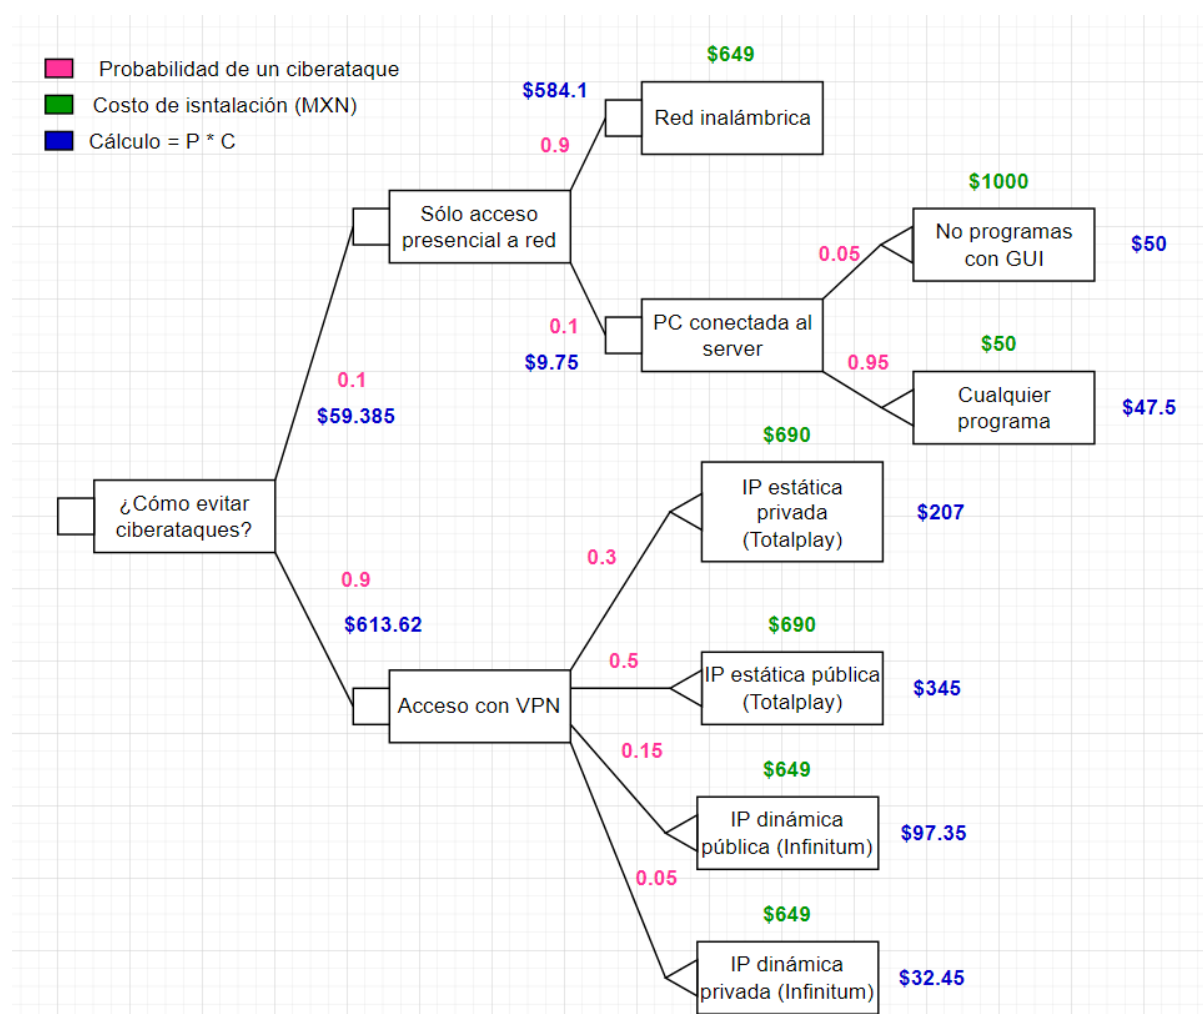 Probabilidad de un ciberataque
Costo de isntalación (MXN)
Cálculo = P * C
$649
$584.1
Red inalámbrica
0.9
$1000
Sólo acceso
presencial a red
No programas
con GUI
$50
0.05
0.1
PC conectada al
server
$9.75
$50
0.95
0.1
$59.385
Cualquier
programa
$47.5
$690
¿Cómo evitar
ciberataques?
IP estática
privada
(Totalplay)
$207
0.3
0.9
$613.62
$690
0.5
IP estática pública
(Totalplay)
$345
Acceso con VPN
0.15
$649
IP dinámica
pública (Infinitum)
$97.35
0.05
$649
IP dinámica
privada (Infinitum)
$32.45